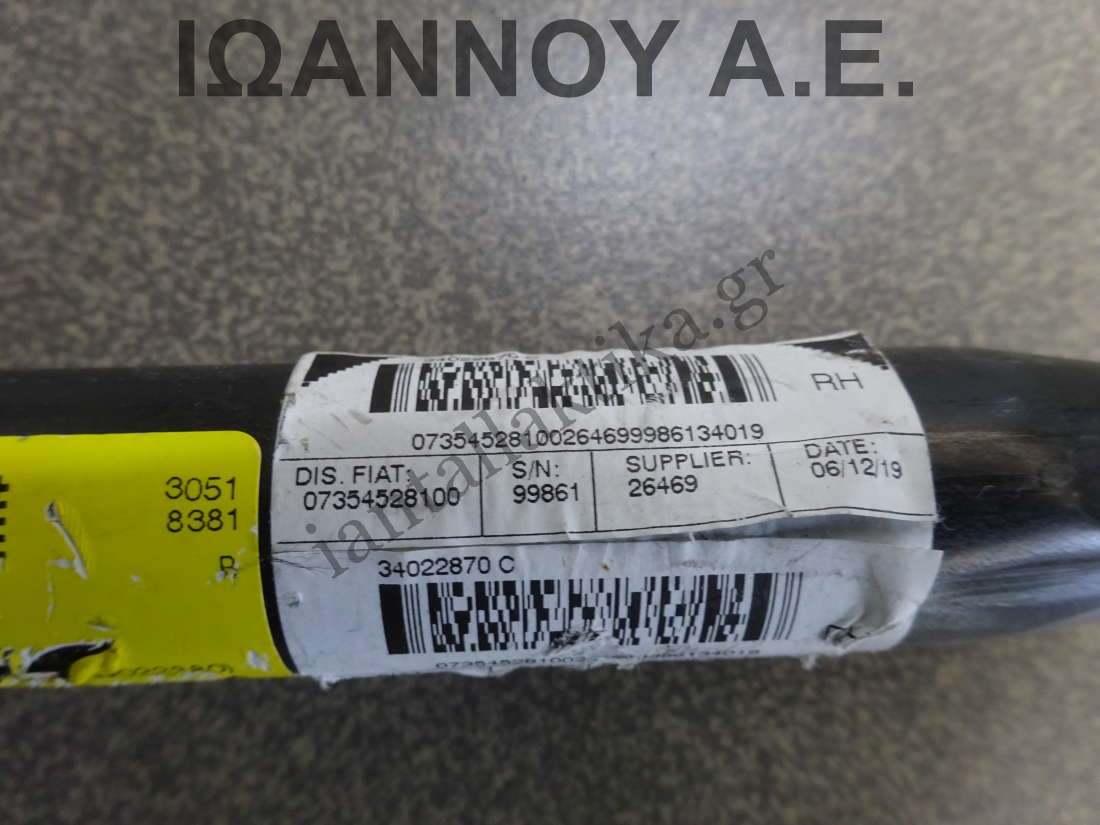 ΙΩΑΝΝΟΥ Α.Ε.
iantallaktika.gr
RH
07354528100264699986134019
DIS. FIAT:
07354528100
S/N:
99861
SUPPLIER:
26469
DATE:
06/12/19
34022870 C
3051
8381